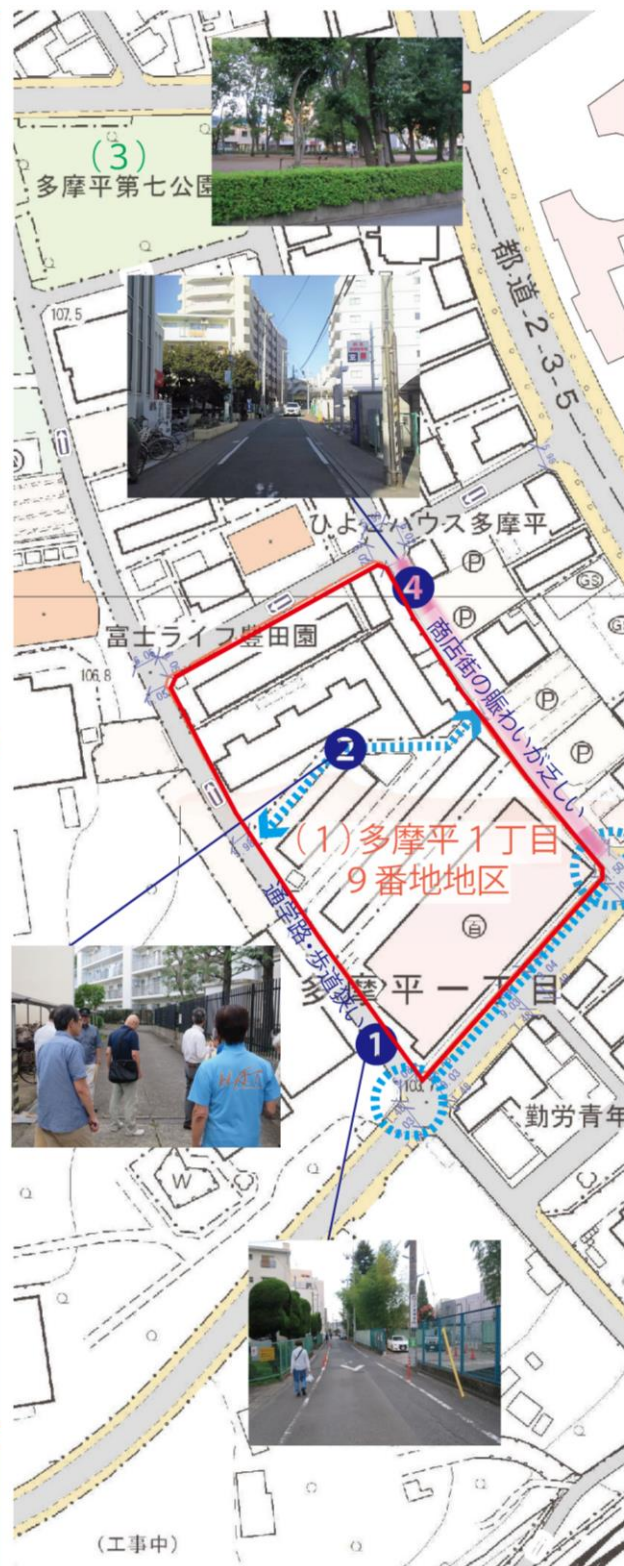 （3）
多摩平第七公園
都道2-3-5
107.5
ひよこハウス多摩平
P
4
P
GS
富士ライフ豊田園
106.8
商店街の賑わいが乏しい
P
2
P
（1）多摩平１丁目
９番地地区
百
通学路・歩道狭い
多摩平一丁目
1
103.
勤労青年
W
（工事中）